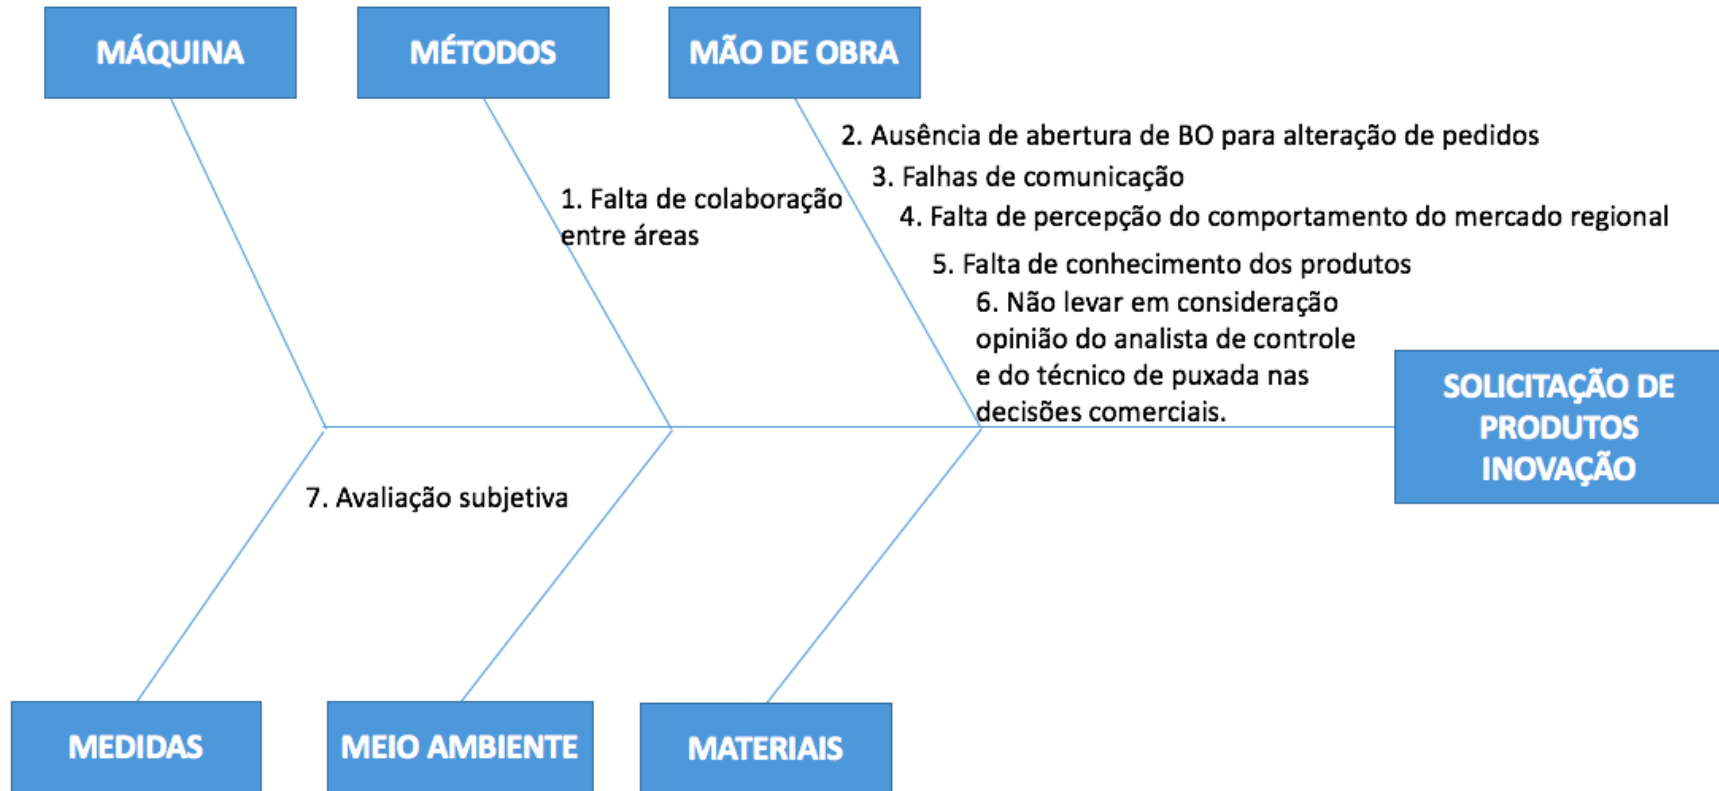 MÁQUINA
MÉTODOS
MÃO DE OBRA
2. Ausência de abertura de BO para alteração de pedidos
3. Falhas de comunicação
1. Falta de colaboração
entre áreas
4. Falta de percepção do comportamento do mercado regional
5. Falta de conhecimento dos produtos
6. Não levar em consideração
opinião do analista de controle
e do técnico de puxada nas
decisões comerciais.
SOLICITAÇÃO DE
PRODUTOS
INOVAÇÃO
7. Avaliação subjetiva
MEDIDAS
MEIO AMBIENTE
MATERIAIS